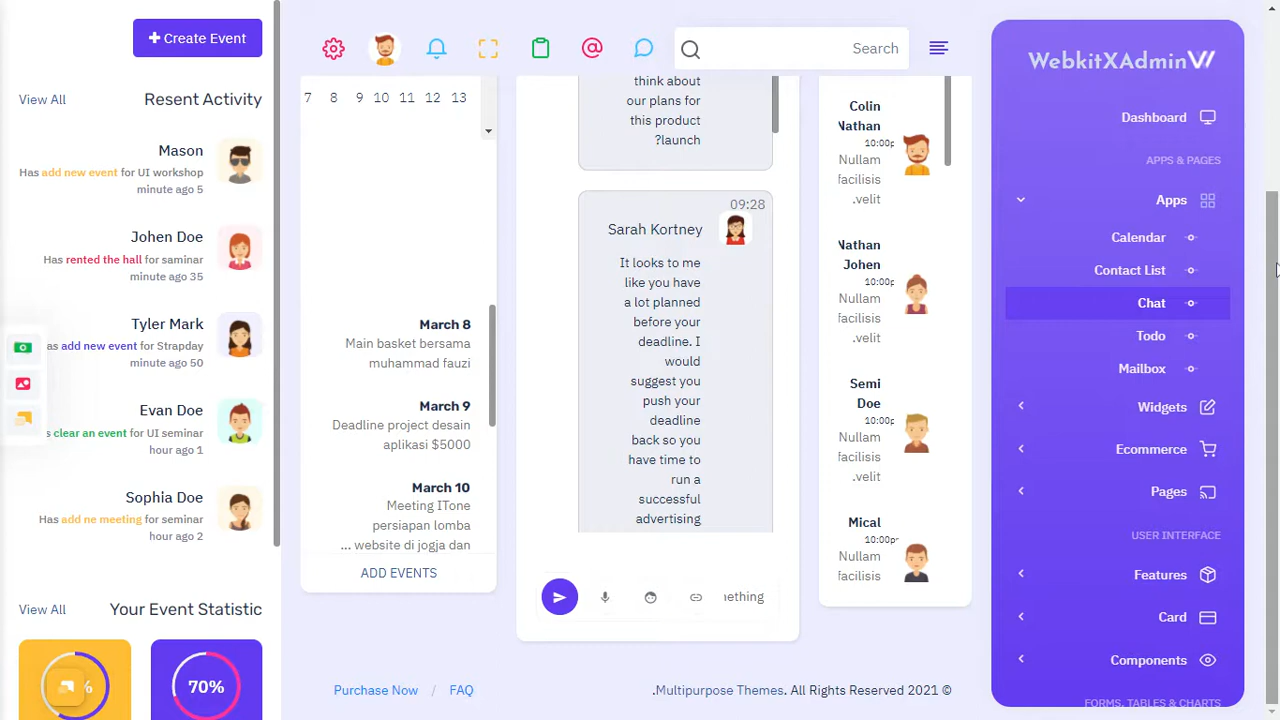 Create Event
View All
Resent Activity
Mason
Has add new event for UI workshop
minute ago 5
Johen Doe
Has rented the hall for saminar
minute ago 35
Tyler Mark
as add new event for Strapday
minute ago 50
Evan Doe
s clear an event for UI seminar
hour ago 1
Sophia Doe
Has add ne meeting for seminar
hour ago 2
View All
Your Event Statistic
%
70%
Search
7 8 9 10 11 12 13
March 8
Main basket bersama
muhammad fauzi
March 9
Deadline project desain
aplikasi $5000
March 10
Meeting ITone
persiapan lomba
... website di jogja dan
ADD EVENTS
think about
our plans for
this product
?launch
09:28
Sarah Kortney
It looks to me
like you have
a lot planned
before your
deadline. I
would
suggest you
push your
deadline
back so you
have time to
run a
successful
advertising
ething
Colin
Nathan
10:00p
Nullam
facilisis
.velit
Nathan
Johen
10:00p
Nullam
facilisis
.velit
Semi
Doe
10:00p
Nullam
facilisis
.velit
Mical
10:00p
Nullam
facilisis
Purchase Now / FAQ
.Multipurpose Themes. All Rights Reserved 2021 ©
WebkitXAdmin
Dashboard
APPS & PAGES
Apps
Calendar
Contact List
Chat
Todo
Mailbox
Widgets
Ecommerce
Pages
USER INTERFACE
Features
Card
Components
FORMS, TABLES & CHARTS